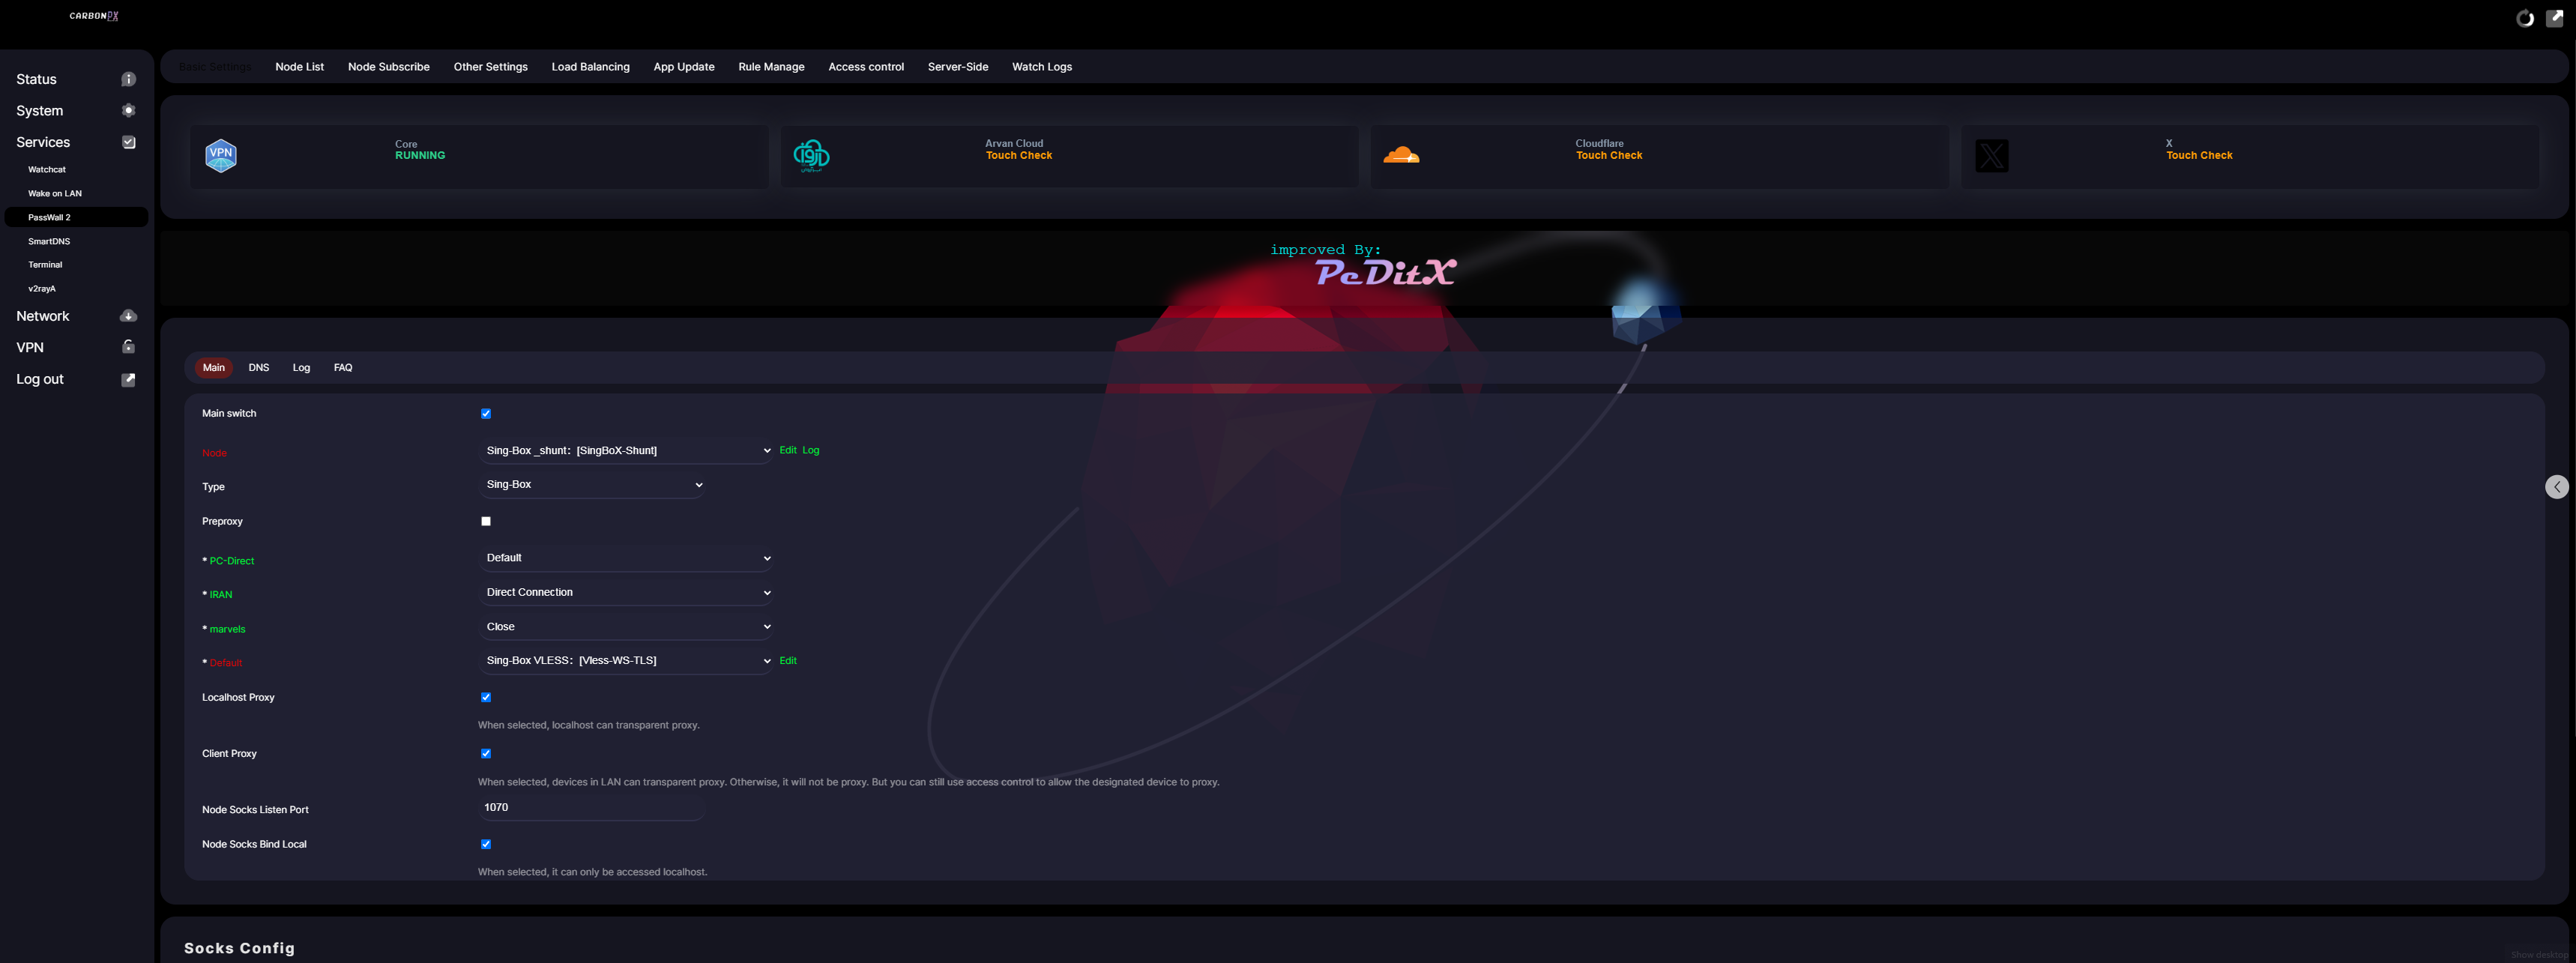 CARBONPX
Basic Settings Node List Node Subscribe Other Settings Load Balancing App Update Rule Manage Access control Server-Side Watch Logs
Status
System
Services
Watchcat
Wake on LAN
PassWall 2
SmartDNS
Terminal
v2rayA
Network
VPN
Log out
VPN
Core
RUNNING
Arvan Cloud
Touch Check
Cloudflare
Touch Check
X
Touch Check
improved By:
PeDitX
Main DNS Log FAQ
Main switch
Node Sing-Box _shunt: [SingBoX-Shunt] Edit Log
Type Sing-Box
Preproxy
* PC-Direct Default
* IRAN Direct Connection
* marvels Close
* Default Sing-Box VLESS: [Vless-WS-TLS] Edit
Localhost Proxy
When selected, localhost can transparent proxy.
Client Proxy
When selected, devices in LAN can transparent proxy. Otherwise, it will not be proxy. But you can still use access control to allow the designated device to proxy.
Node Socks Listen Port 1070
Node Socks Bind Local
When selected, it can only be accessed localhost.
Socks Config
Show desktop